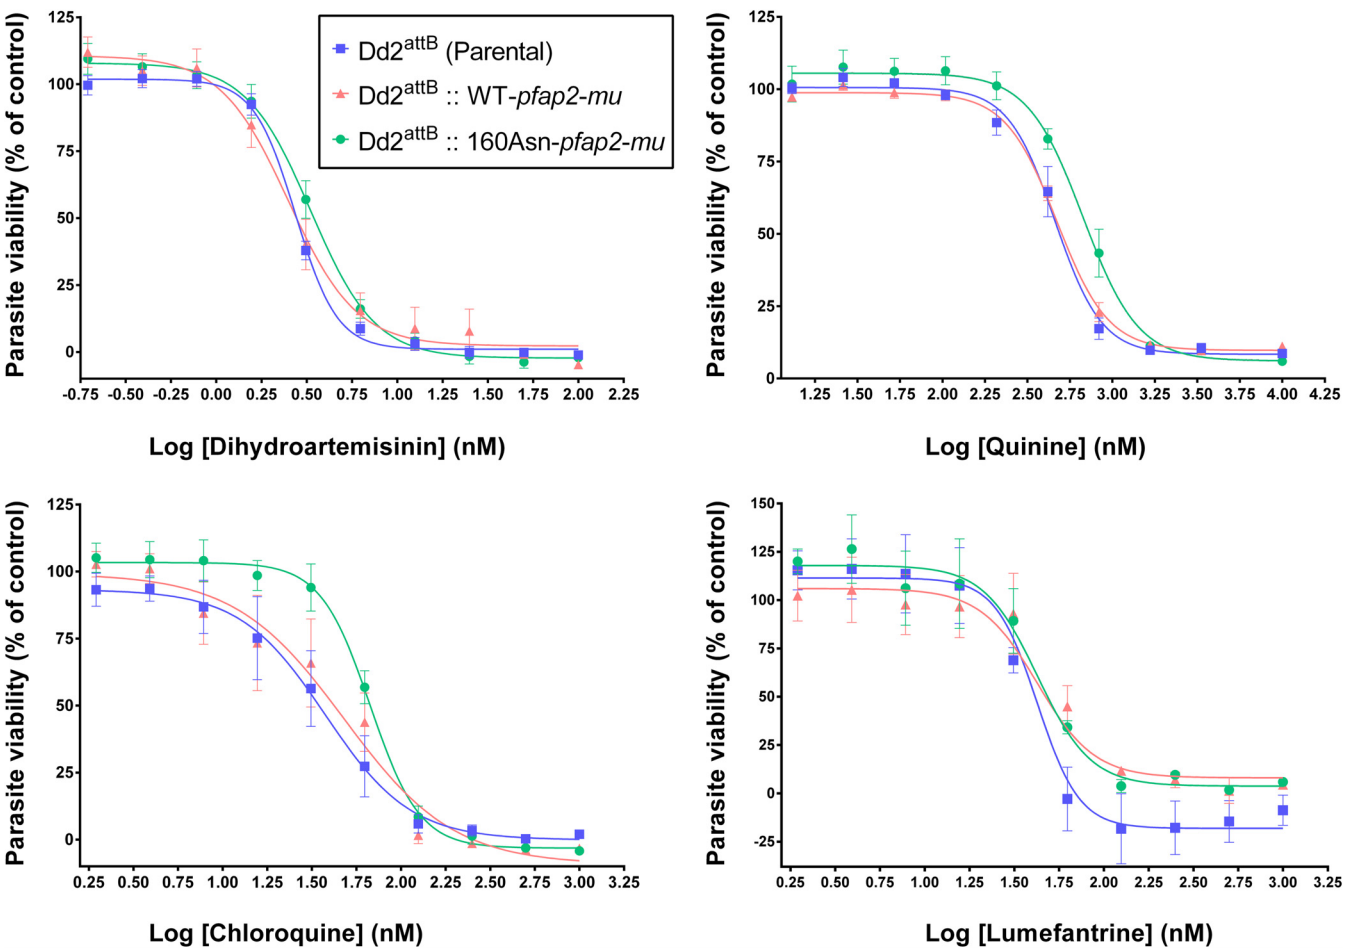 Parasite viability (% of control)
125
100
75
50
25
0
-0.75 -0.50 -0.25 0.00 0.25 0.50 0.75 1.00 1.25 1.50 1.75 2.00 2.25
Log [Dihydroartemisinin] (nM)
Dd2attB (Parental)
Dd2attB :: WT-pfap2-mu
Dd2attB :: 160Asn-pfap2-mu
Parasite viability (% of control)
125
100
75
50
25
0
1.25 1.50 1.75 2.00 2.25 2.50 2.75 3.00 3.25 3.50 3.75 4.00 4.25
Log [Quinine] (nM)
Parasite viability (% of control)
125
100
75
50
25
0
0.25 0.50 0.75 1.00 1.25 1.50 1.75 2.00 2.25 2.50 2.75 3.00 3.25
Log [Chloroquine] (nM)
Parasite viability (% of control)
150
125
100
75
50
25
0
-25
0.25 0.50 0.75 1.00 1.25 1.50 1.75 2.00 2.25 2.50 2.75 3.00 3.25
Log [Lumefantrine] (nM)